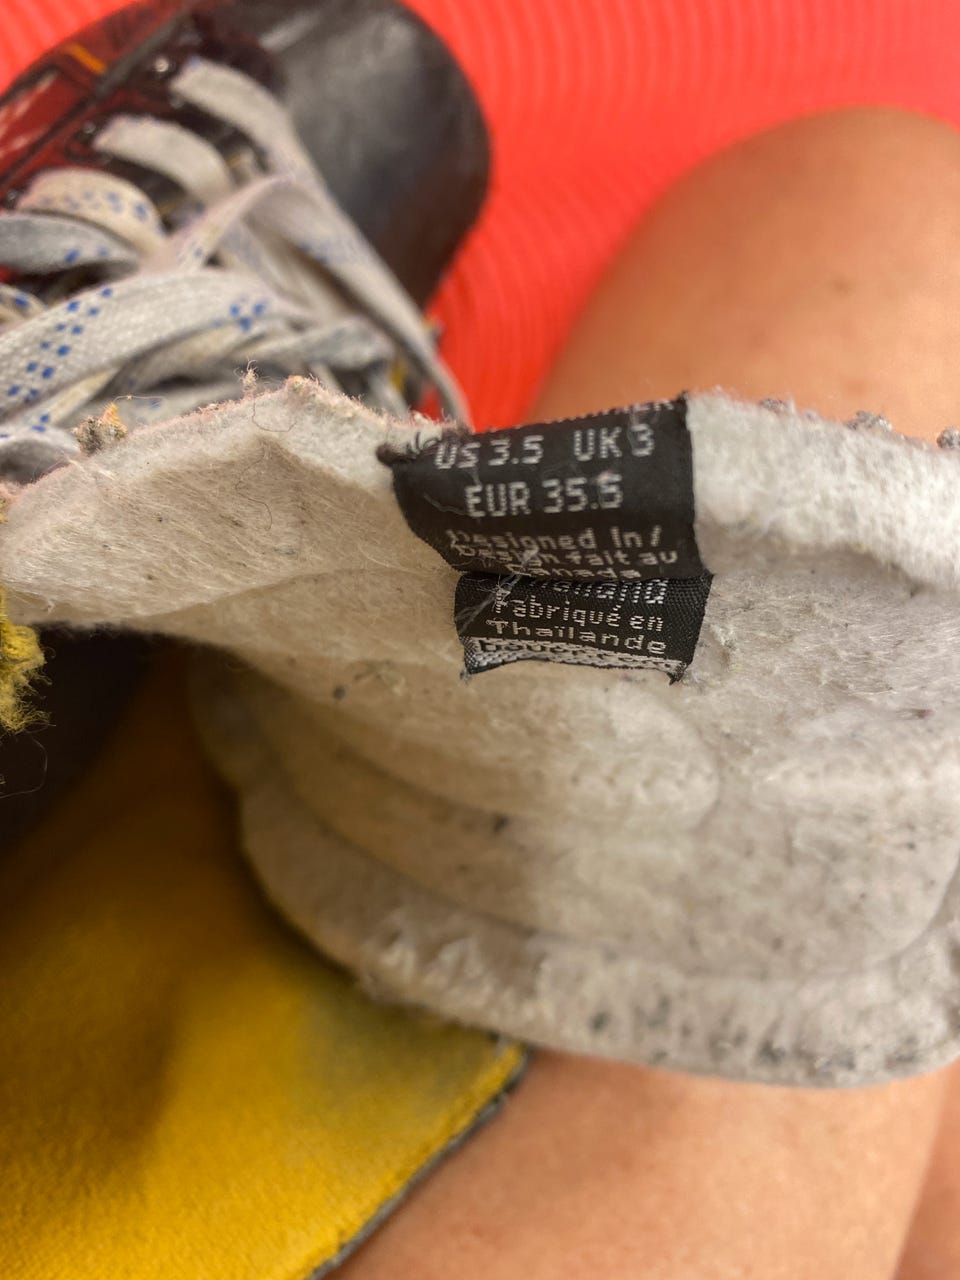 US 3.5 UK 3
EUR 35.5
Designed in /
Design fait au
Canada
Fabriqué en
Thaïlande